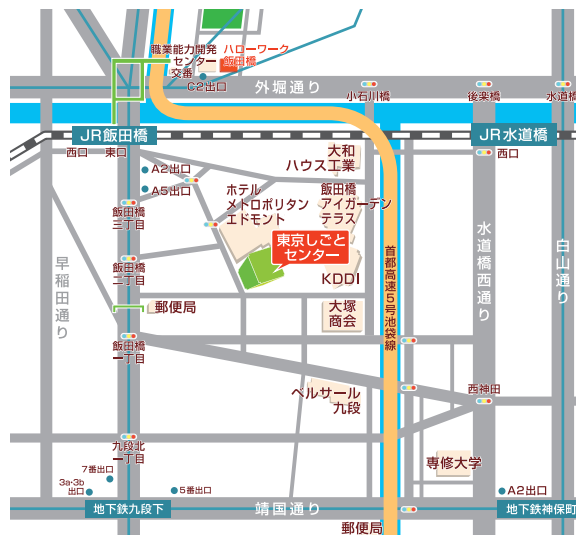 職業能力開発
センター
ハローワーク
飯田橋
交番
C2出口
外堀通り
小石川橋
後楽橋
水道橋
JR飯田橋
JR水道橋
西口
東口
大和
ハウス工業
西口
A2出口
A5出口
ホテル
メトロポリタン
エドモント
飯田橋
アイガーデン
テラス
飯田橋
三丁目
水道橋西通り
白山通り
早稲田通り
東京しごと
センター
首都高速5号池袋線
飯田橋
二丁目
KDDI
郵便局
大塚
商会
飯田橋
一丁目
ベルサール
九段
西神田
九段北
一丁目
7番出口
3a・3b
出口
5番出口
専修大学
A2出口
地下鉄九段下
靖国通り
地下鉄神保町
郵便局